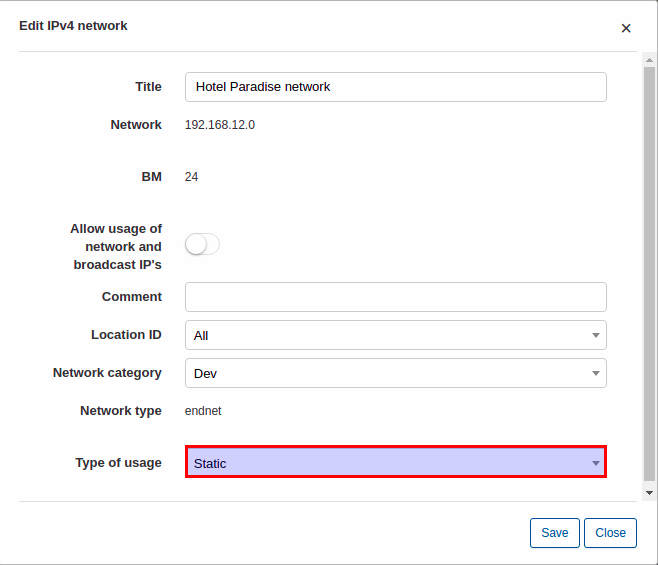 Edit IPv4 network
×
Title Hotel Paradise network
Network 192.168.12.0
BM 24
Allow usage of
network and
broadcast IP's
Comment
Location ID All
Network category Dev
Network type endnet
Type of usage Static
Save Close